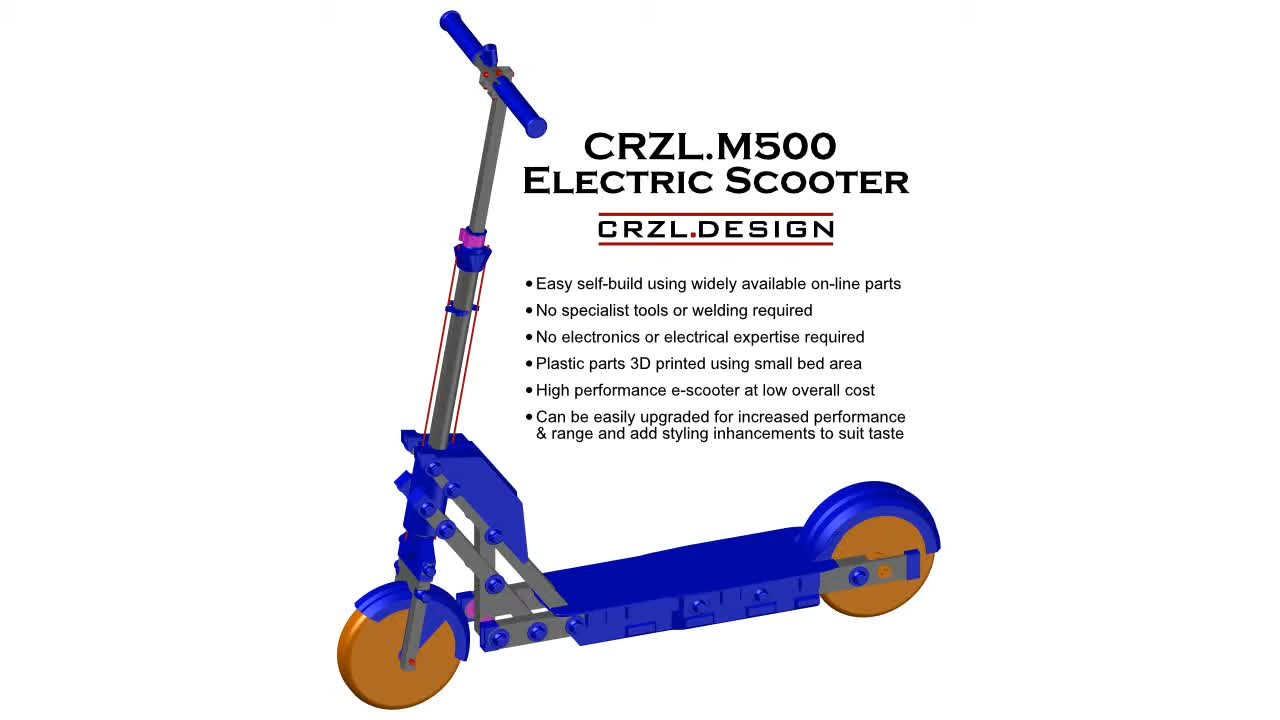 CRZL.M500
ELECTRIC SCOOTER
CRZL.DESIGN
• Easy self-build using widely available on-line parts
• No specialist tools or welding required
• No electronics or electrical expertise required
• Plastic parts 3D printed using small bed area
• High performance e-scooter at low overall cost
• Can be easily upgraded for increased performance
& range and add styling inhancements to suit taste